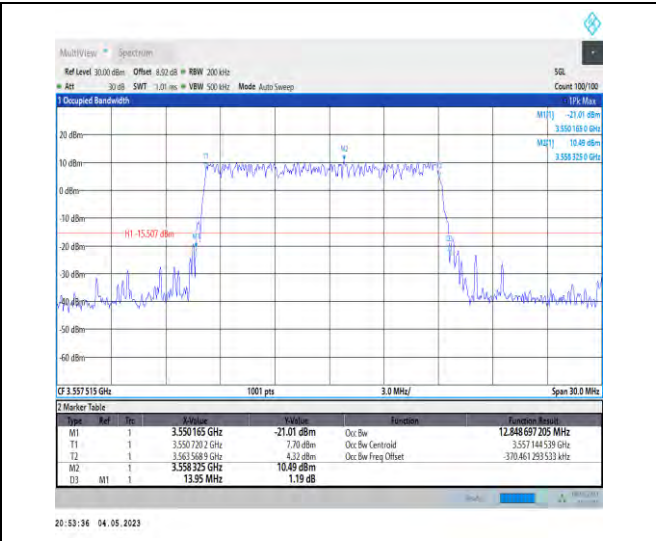 MultiView Spectrum
Ref Level 30.00 dBm Offset 8.92 dB RBW 200 kHz SGL
Att 30 dB SWT 1.01 ms VBW 500 kHz Mode Auto Sweep Count 100/100
1 Occupied Bandwidth 1Pk Max
M1[1] -21.01 dBm
3.550 165 0 GHz
M2[1] 10.49 dBm
3.558 325 0 GHz
20 dBm
M2
T1
10 dBm
0 dBm
-10 dBm
H1 -15.507 dBm
-20 dBm
-30 dBm
-40 dBm
-50 dBm
-60 dBm
CF 3.557 515 GHz 1001 pts 3.0 MHz/ Span 30.0 MHz
2 Marker Table
Type Ref Trc X-Value Y-Value Function Function Result
M1 1 3.550 165 GHz -21.01 dBm Occ Bw 12.848 697 205 MHz
T1 1 3.550 720 2 GHz 7.70 dBm Occ Bw Centroid 3.557 144 539 GHz
T2 1 3.563 568 9 GHz 4.32 dBm Occ Bw Freq Offset -370.461 293 533 kHz
M2 1 3.558 325 GHz 10.49 dBm
D3 M1 1 13.95 MHz 1.19 dB
20:53:36 04.05.2023